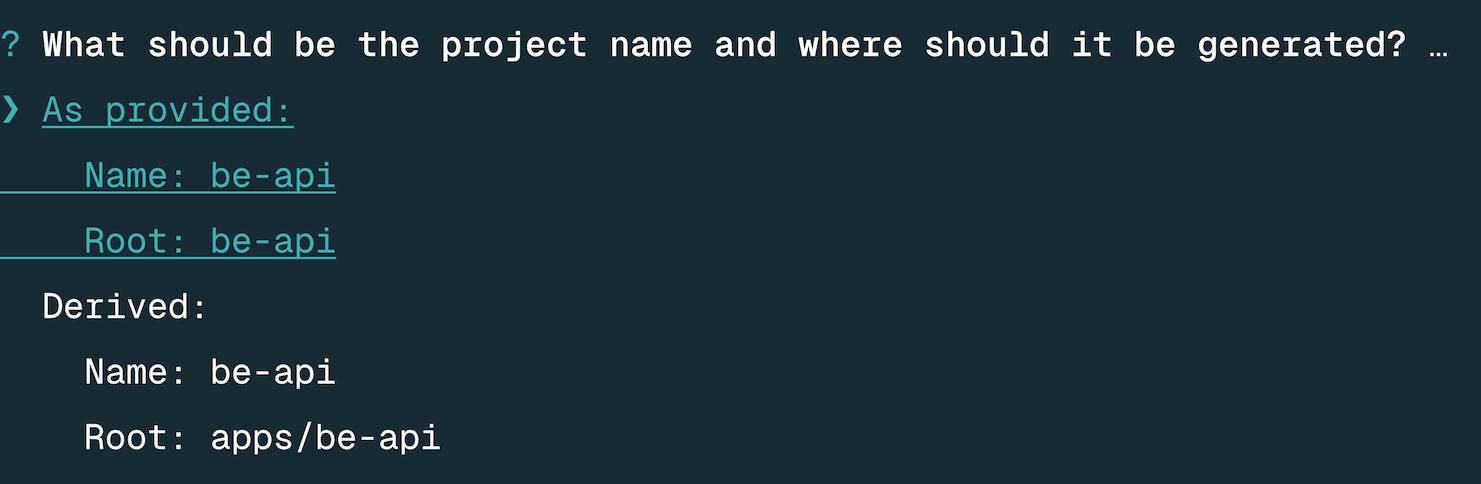 ? What should be the project name and where should it be generated? …
❯ As provided:
    Name: be-api
    Root: be-api
  Derived:
    Name: be-api
    Root: apps/be-api